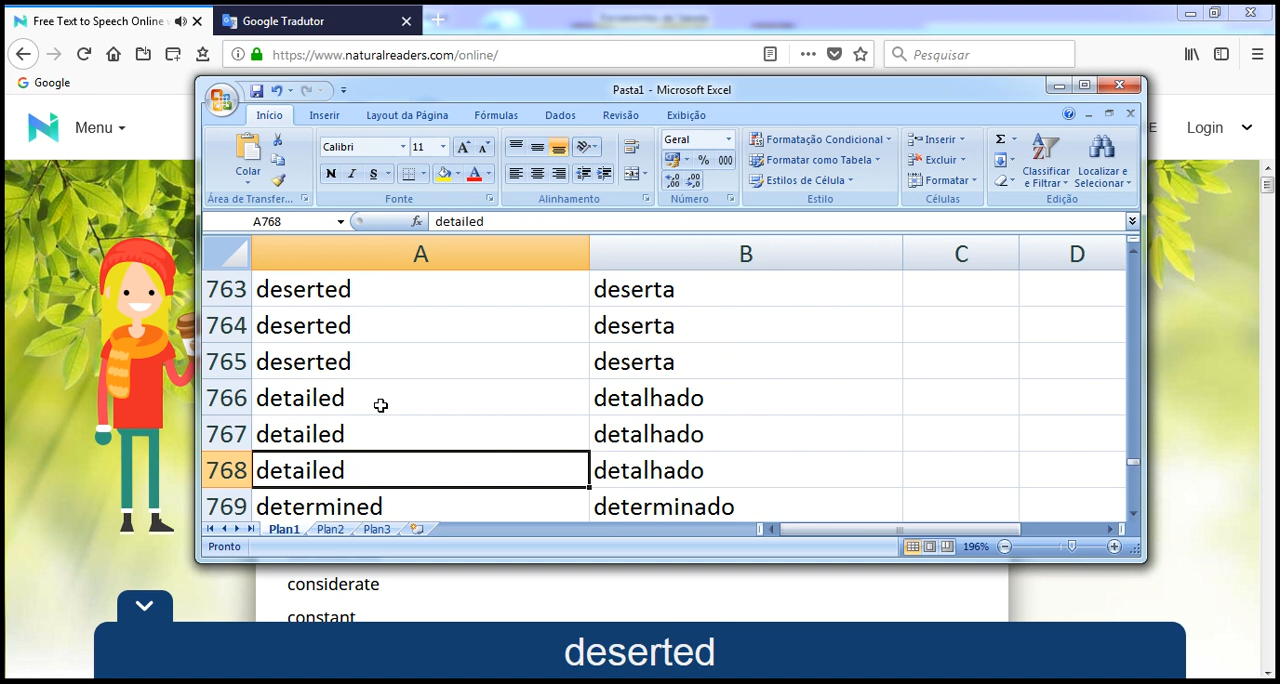 Free Text to Speech Online
Google Tradutor
https://www.naturalreaders.com/online/
Pesquisar
Google
Menu
E
Login
Pasta1 - Microsoft Excel
Início Inserir Layout da Página Fórmulas Dados Revisão Exibição
Colar
Calibri 11
N I S
Geral
% 000
Formatação Condicional
Formatar como Tabela
Estilos de Célula
Inserir
Excluir
Formatar
Σ
Classificar e Filtrar
Localizar e Selecionar
Área de Transfer... Fonte Alinhamento Número Estilo Células Edição
A768 fx detailed
A B C D
763 deserted deserta
764 deserted deserta
765 deserted deserta
766 detailed detalhado
767 detailed detalhado
768 detailed detalhado
769 determined determinado
Plan1 Plan2 Plan3
Pronto 196%
considerate
constant
deserted